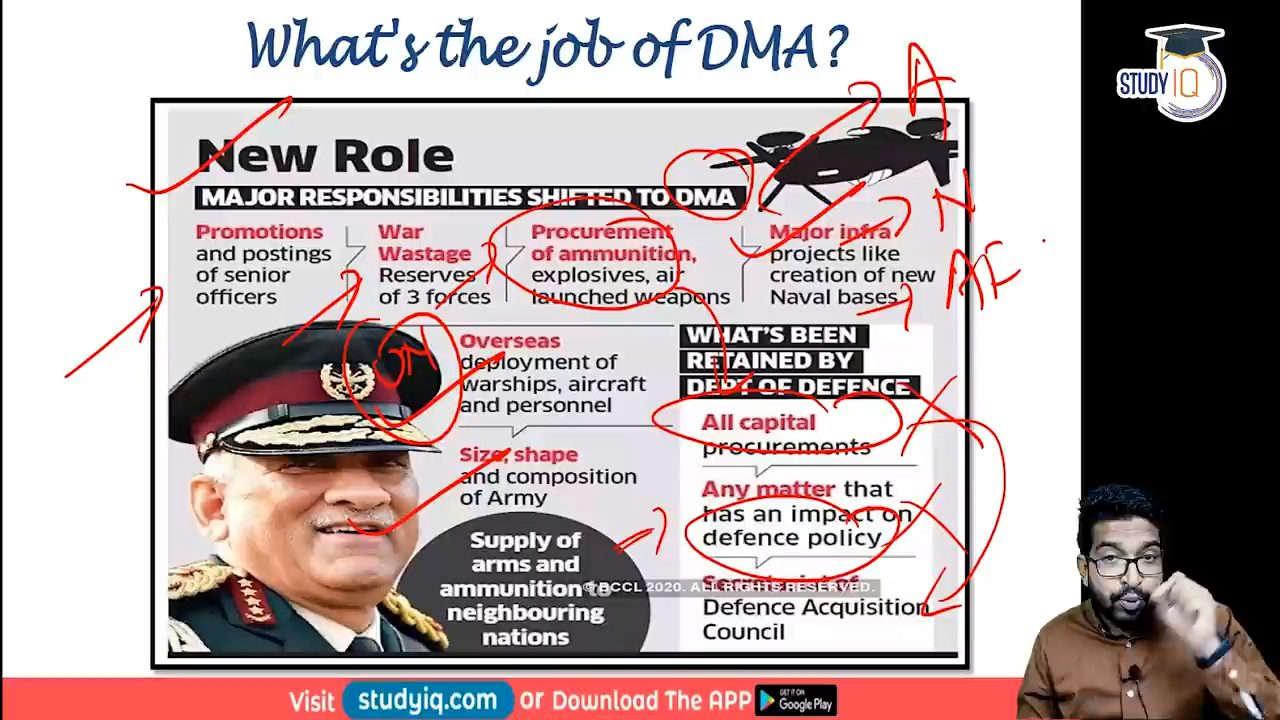 What's the job of DMA?
STUDY IQ
New Role
MAJOR RESPONSIBILITIES SHIFTED TO DMA
Promotions
and postings
of senior
officers
War
Wastage
Reserves
of 3 forces
Procurement
of ammunition,
explosives, air
launched weapons
Major infra
projects like
creation of new
Naval bases
A
N
AF
Overseas
deployment of
warships, aircraft
and personnel
Size, shape
and composition
of Army
Supply of
arms and
ammunition to
neighbouring
nations
WHAT'S BEEN
RETAINED BY
DEPT OF DEFENCE
All capital
procurements
Any matter that
has an impact on
defence policy
© BCCL 2020. ALL RIGHTS RESERVED.
Defence Acquisition
Council
Visit studyiq.com or Download The APP GET IT ON Google Play